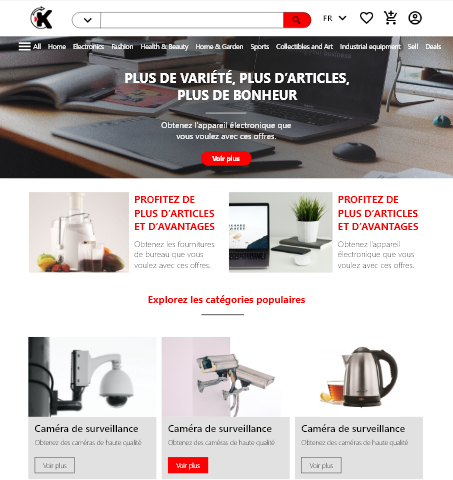 K
FR
All Home Electronics Fashion Health & Beauty Home & Garden Sports Collectibles and Art Industrial equipment Sell Deals
PLUS DE VARIÉTÉ, PLUS D'ARTICLES,
PLUS DE BONHEUR
Obtenez l'appareil électronique que
vous voulez avec ces offres.
Voir plus
PROFITEZ DE
PLUS D'ARTICLES
ET D'AVANTAGES
Obtenez les fournitures
de bureau que vous
voulez avec ces offres.
PROFITEZ DE
PLUS D'ARTICLES
ET D'AVANTAGES
Obtenez l'appareil
électronique que vous
voulez avec ces offres.
Explorez les catégories populaires
Caméra de surveillance
Obtenez des caméras de haute qualité
Voir plus
Caméra de surveillance
Obtenez des caméras de haute qualité
Voir plus
Caméra de surveillance
Obtenez des caméras de haute qualité
Voir plus